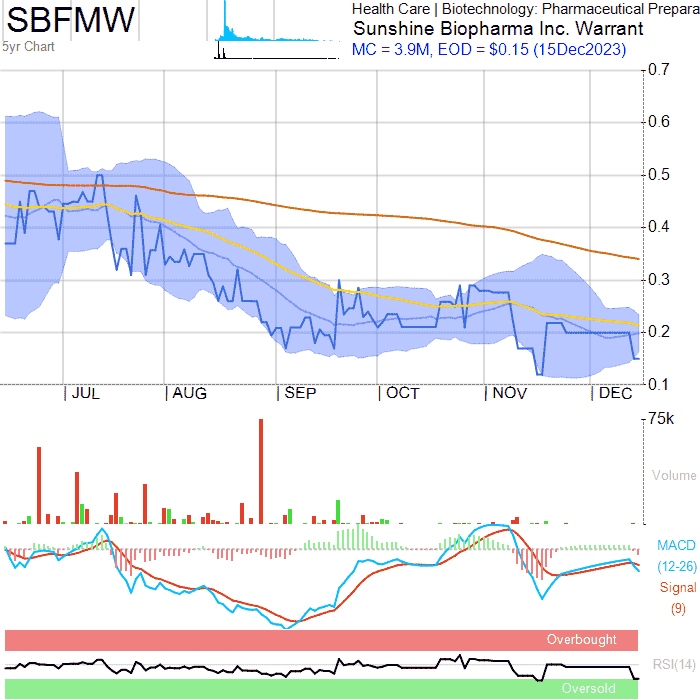 SBFMW
5yr Chart
Health Care | Biotechnology: Pharmaceutical Prepara
Sunshine Biopharma Inc. Warrant
MC = 3.9M, EOD = $0.15 (15Dec2023)
0.7
0.6
0.5
0.4
0.3
0.2
0.1
JUL AUG SEP OCT NOV DEC
75k
Volume
MACD
(12-26)
Signal
(9)
Overbought
RSI(14)
Oversold